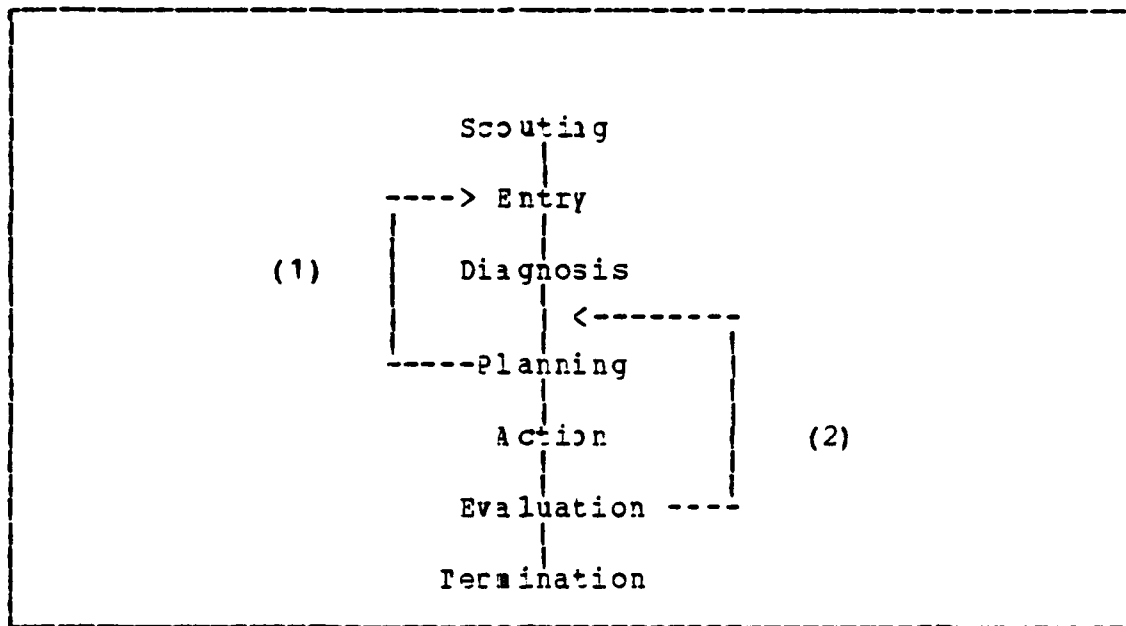 Scouting
----> Entry
(1) Diagnosis
<--------
-----Planning
Action (2)
Evaluation ----
Termination